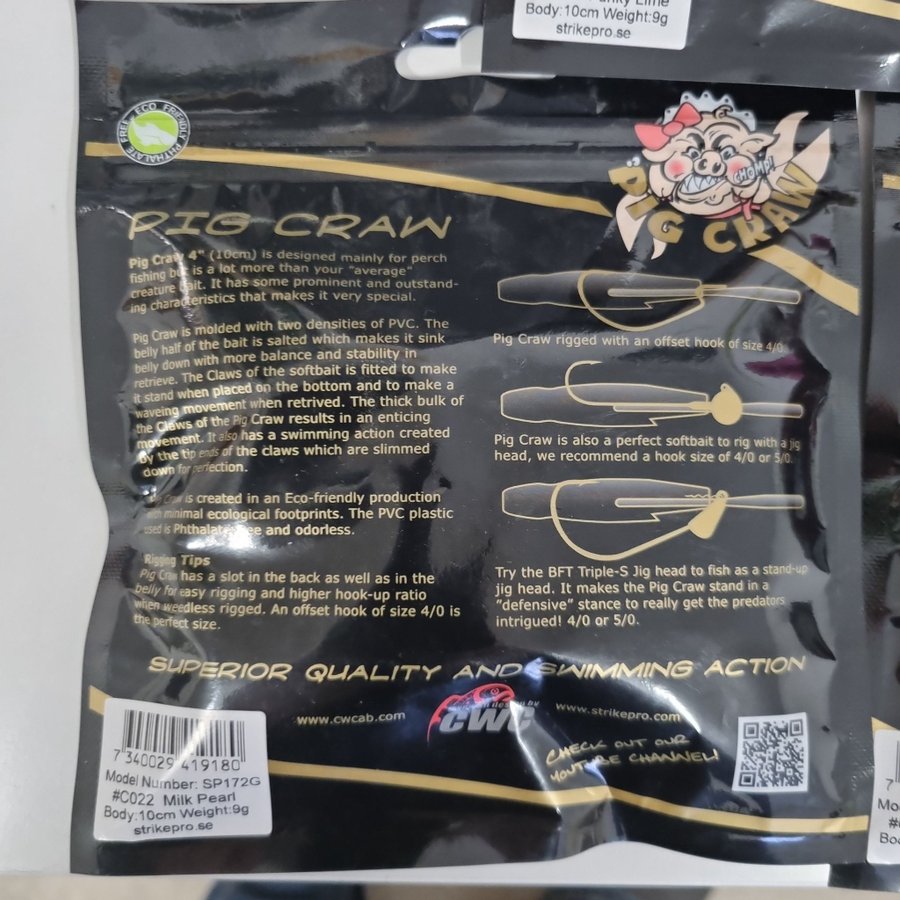 nky Lime
Body:10cm Weight:9g
strikepro.se
ECO FRIENDLY
PHTHALATE FREE
CHOMP!
PIG CRAW
PIG CRAW
Pig Craw 4" (10cm) is designed mainly for perch
fishing but is a lot more than your "average"
creature bait. It has some prominent and outstand-
ing characteristics that makes it very special.
Pig Craw is molded with two densities of PVC. The
belly half of the bait is salted which makes it sink
belly down with more balance and stability in
retrieve. The Claws of the softbait is fitted to make
it stand when placed on the bottom and to make a
waveing movement when retrived. The thick bulk of
the Claws of the Pig Craw results in an enticing
movement. It also has a swimming action created
by the tip ends of the claws which are slimmed
down for perfection.
Pig Craw is created in an Eco-friendly production
with minimal ecological footprints. The PVC plastic
used is Phthalate free and odorless.
Rigging Tips
Pig Craw has a slot in the back as well as in the
belly for easy rigging and higher hook-up ratio
when weedless rigged. An offset hook of size 4/0 is
the perfect size.
Pig Craw rigged with an offset hook of size 4/0.
Pig Craw is also a perfect softbait to rig with a jig
head, we recommend a hook size of 4/0 or 5/0.
Try the BFT Triple-S Jig head to fish as a stand-up
jig head. It makes the Pig Craw stand in a
"defensive" stance to really get the predators
intrigued! 4/0 or 5/0.
SUPERIOR QUALITY AND SWIMMING ACTION
www.cwcab.com
design by
CWC
www.strikepro.com
CHECK OUT OUR
YOUTUBE CHANNEL!
7 340029 419180
Model Number: SP172G
#C022 Milk Pearl
Body:10cm Weight:9g
strikepro.se
7
Mo
#
Bo